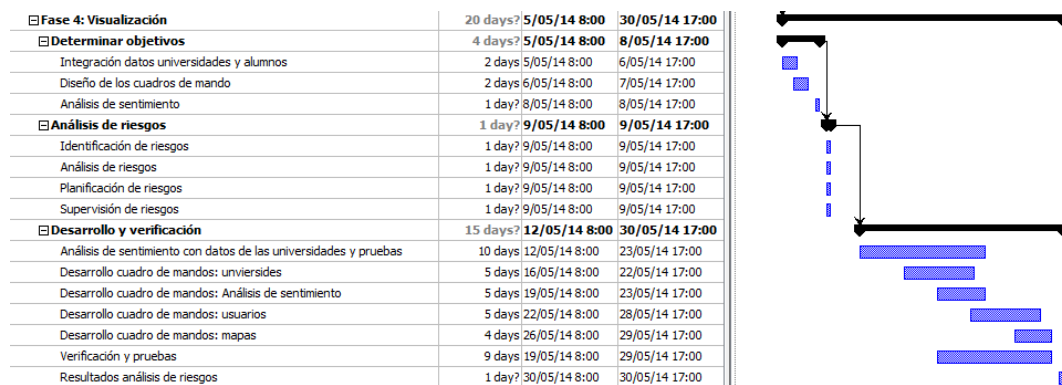 Fase 4: Visualización 20 days? 5/05/14 8:00 30/05/14 17:00
Determinar objetivos 4 days? 5/05/14 8:00 8/05/14 17:00
Integración datos universidades y alumnos 2 days 5/05/14 8:00 6/05/14 17:00
Diseño de los cuadros de mando 2 days 6/05/14 8:00 7/05/14 17:00
Análisis de sentimiento 1 day? 8/05/14 8:00 8/05/14 17:00
Análisis de riesgos 1 day? 9/05/14 8:00 9/05/14 17:00
Identificación de riesgos 1 day? 9/05/14 8:00 9/05/14 17:00
Análisis de riesgos 1 day? 9/05/14 8:00 9/05/14 17:00
Planificación de riesgos 1 day? 9/05/14 8:00 9/05/14 17:00
Supervisión de riesgos 1 day? 9/05/14 8:00 9/05/14 17:00
Desarrollo y verificación 15 days? 12/05/14 8:00 30/05/14 17:00
Análisis de sentimiento con datos de las universidades y pruebas 10 days 12/05/14 8:00 23/05/14 17:00
Desarrollo cuadro de mandos: unviersides 5 days 16/05/14 8:00 22/05/14 17:00
Desarrollo cuadro de mandos: Análisis de sentimiento 5 days 19/05/14 8:00 23/05/14 17:00
Desarrollo cuadro de mandos: usuarios 5 days 22/05/14 8:00 28/05/14 17:00
Desarrollo cuadro de mandos: mapas 4 days 26/05/14 8:00 29/05/14 17:00
Verificación y pruebas 9 days 19/05/14 8:00 29/05/14 17:00
Resultados análisis de riesgos 1 day? 30/05/14 8:00 30/05/14 17:00